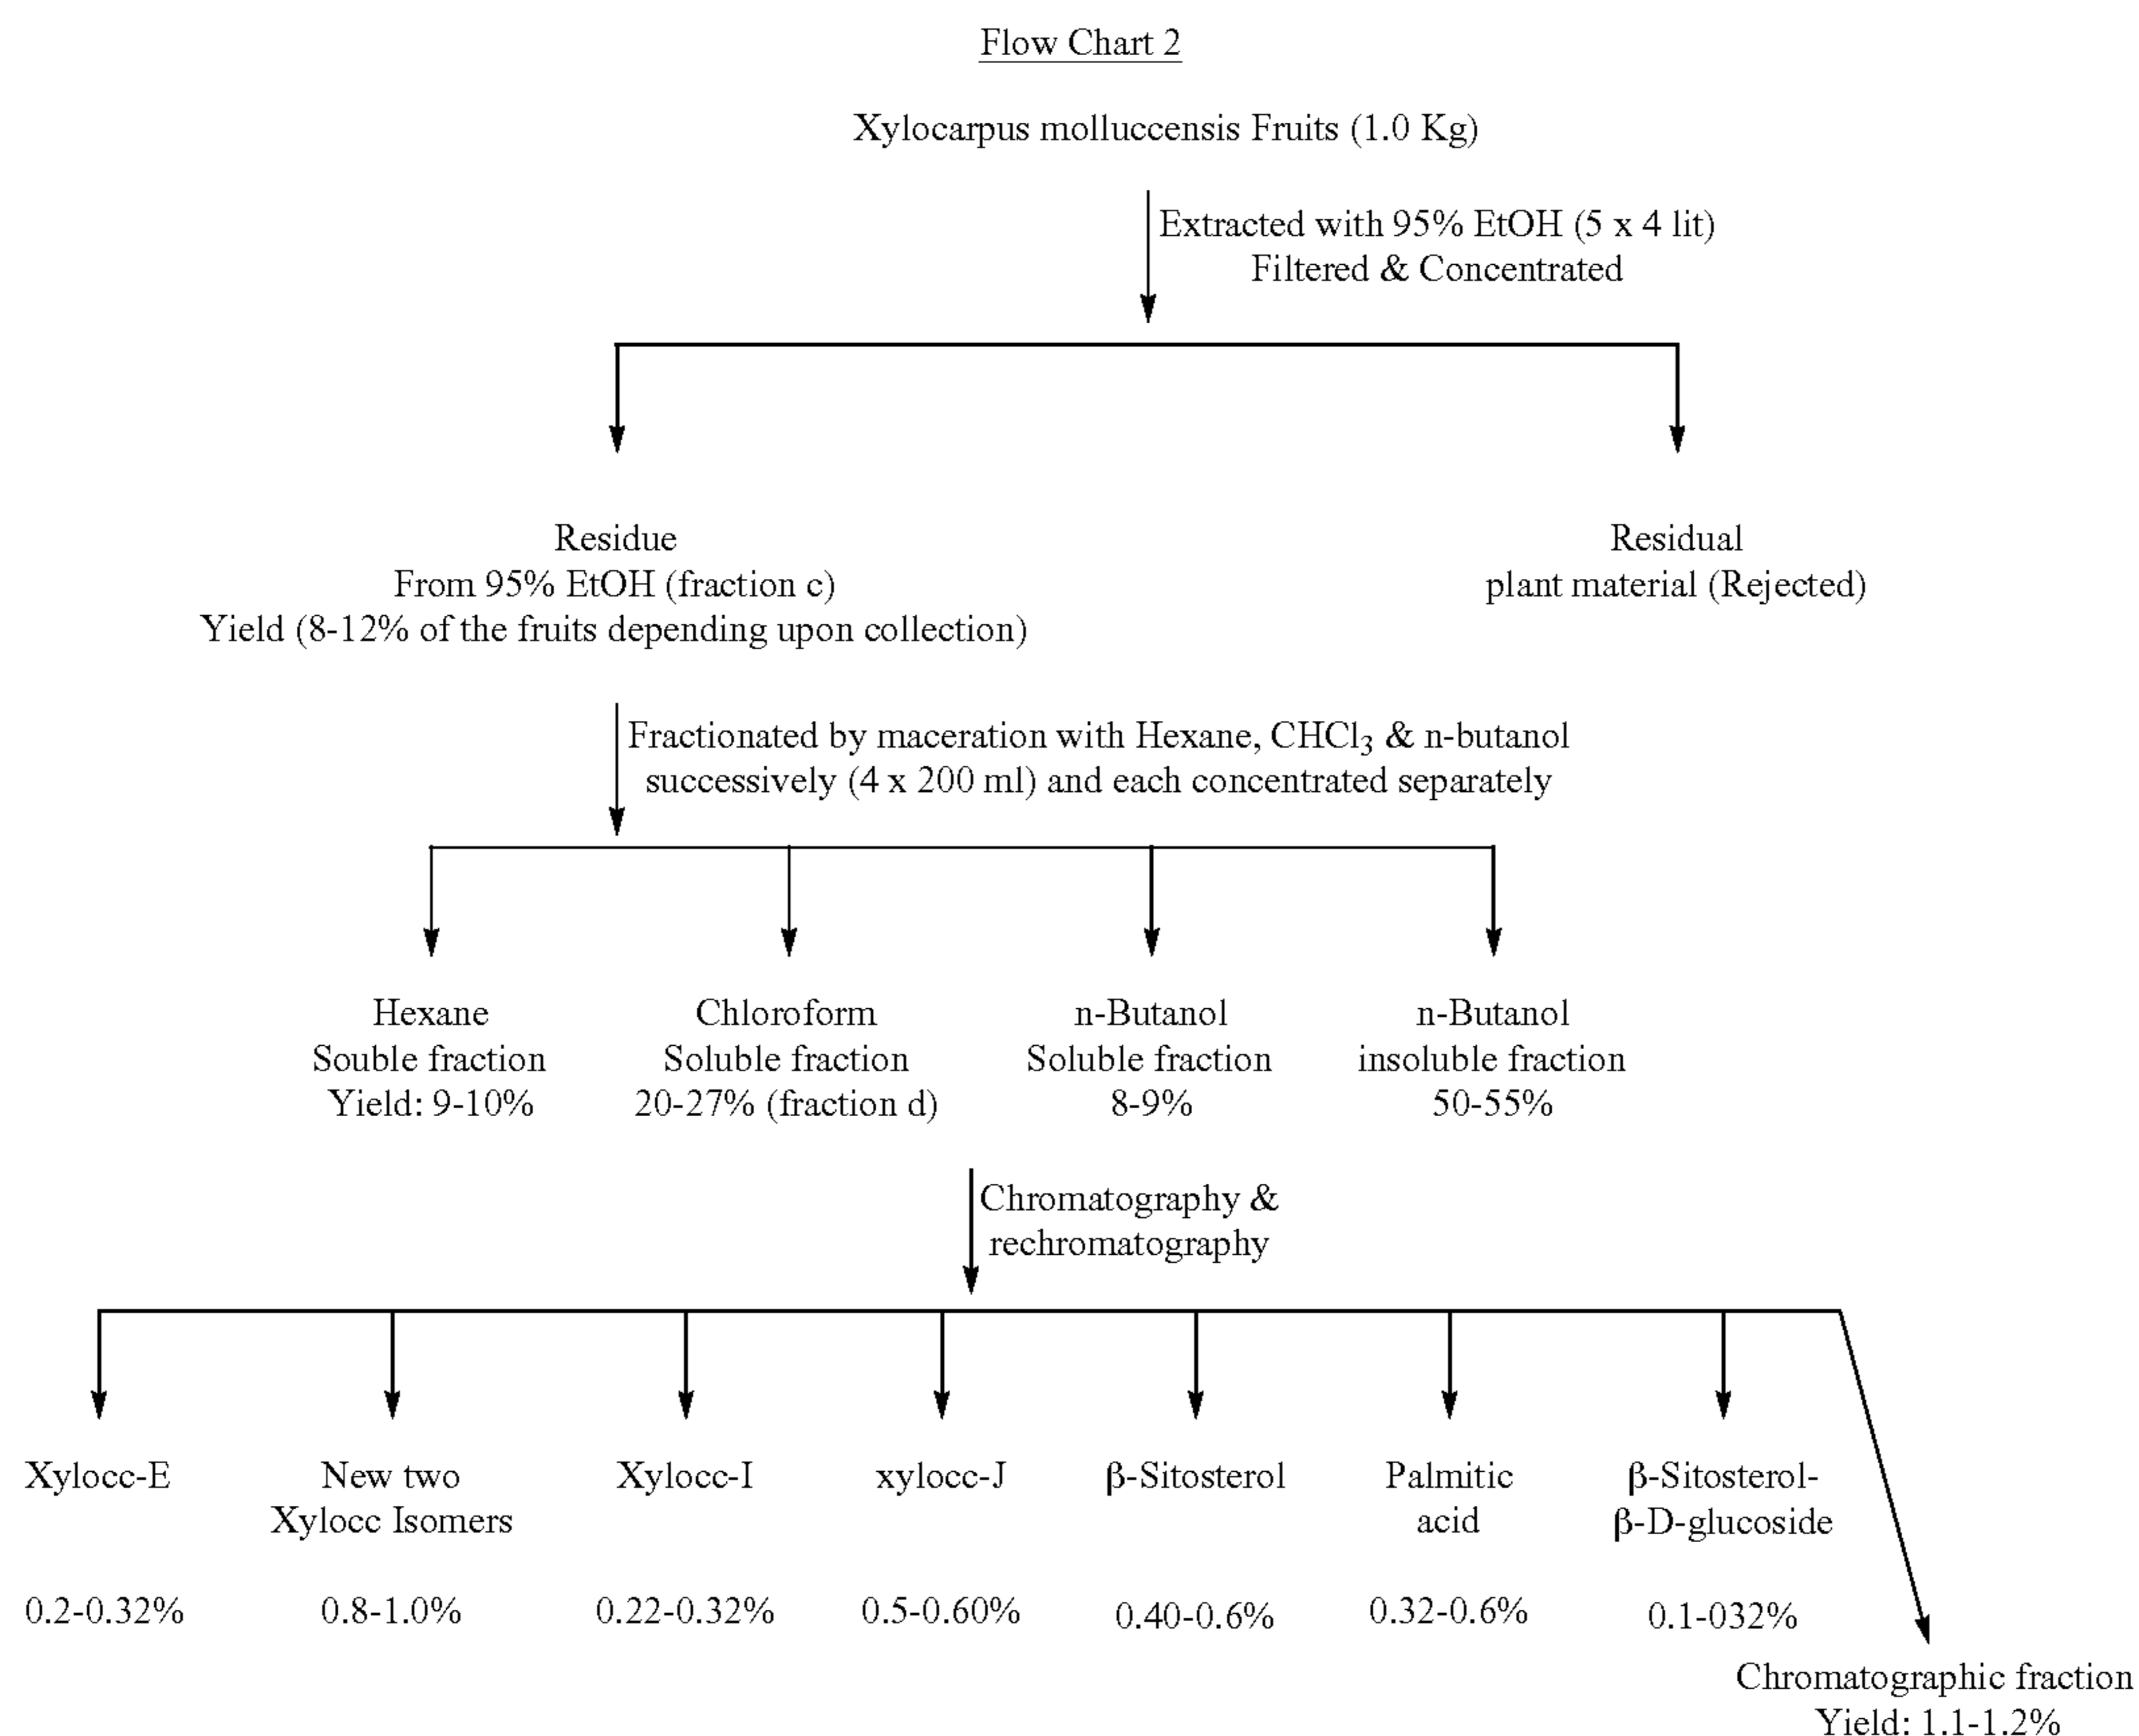 Flow Chart 2
Xylocarpus molluccensis Fruits (1.0 Kg)
Extracted with 95% EtOH (5 x 4 lit)
Filtered & Concentrated
Residue
From 95% EtOH (fraction c)
Yield (8-12% of the fruits depending upon collection)
Residual
plant material (Rejected)
Fractionated by maceration with Hexane, CHCl3 & n-butanol
successively (4 x 200 ml) and each concentrated separately
Hexane
Souble fraction
Yield: 9-10%
Chloroform
Soluble fraction
20-27% (fraction d)
n-Butanol
Soluble fraction
8-9%
n-Butanol
insoluble fraction
50-55%
Chromatography &
rechromatography
Xylocc-E
0.2-0.32%
New two
Xylocc Isomers
0.8-1.0%
Xylocc-I
0.22-0.32%
xylocc-J
0.5-0.60%
β-Sitosterol
0.40-0.6%
Palmitic
acid
0.32-0.6%
β-Sitosterol-
β-D-glucoside
0.1-032%
Chromatographic fraction
Yield: 1.1-1.2%